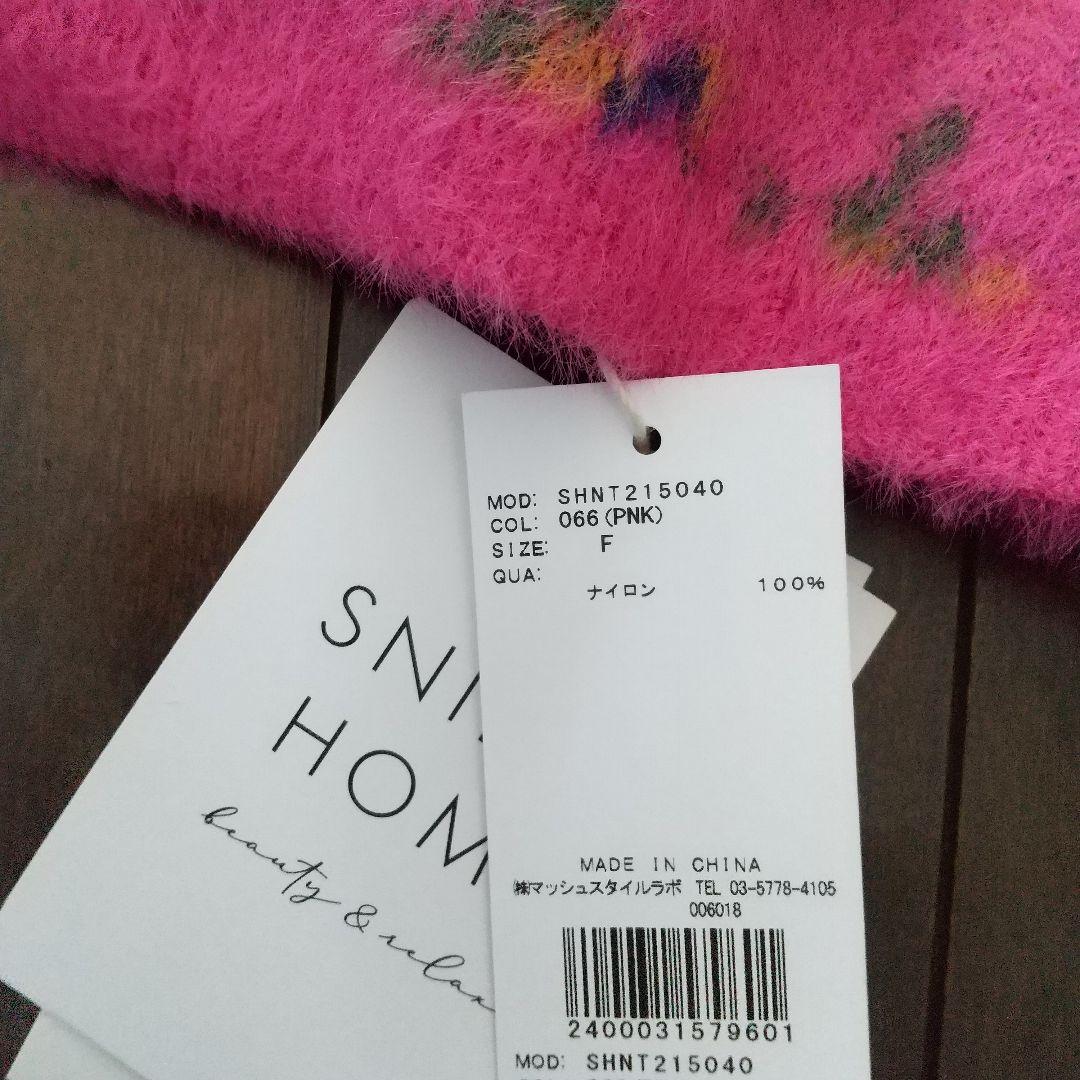 MOD: SHNT215040
COL: 066(PNK)
SIZE: F
QUA:
ナイロン 100%
MADE IN CHINA
㈱マッシュスタイルラボ TEL 03-5778-4105
006018
2400031579601
MOD: SHNT215040
SNI
HOM
beauty & relax